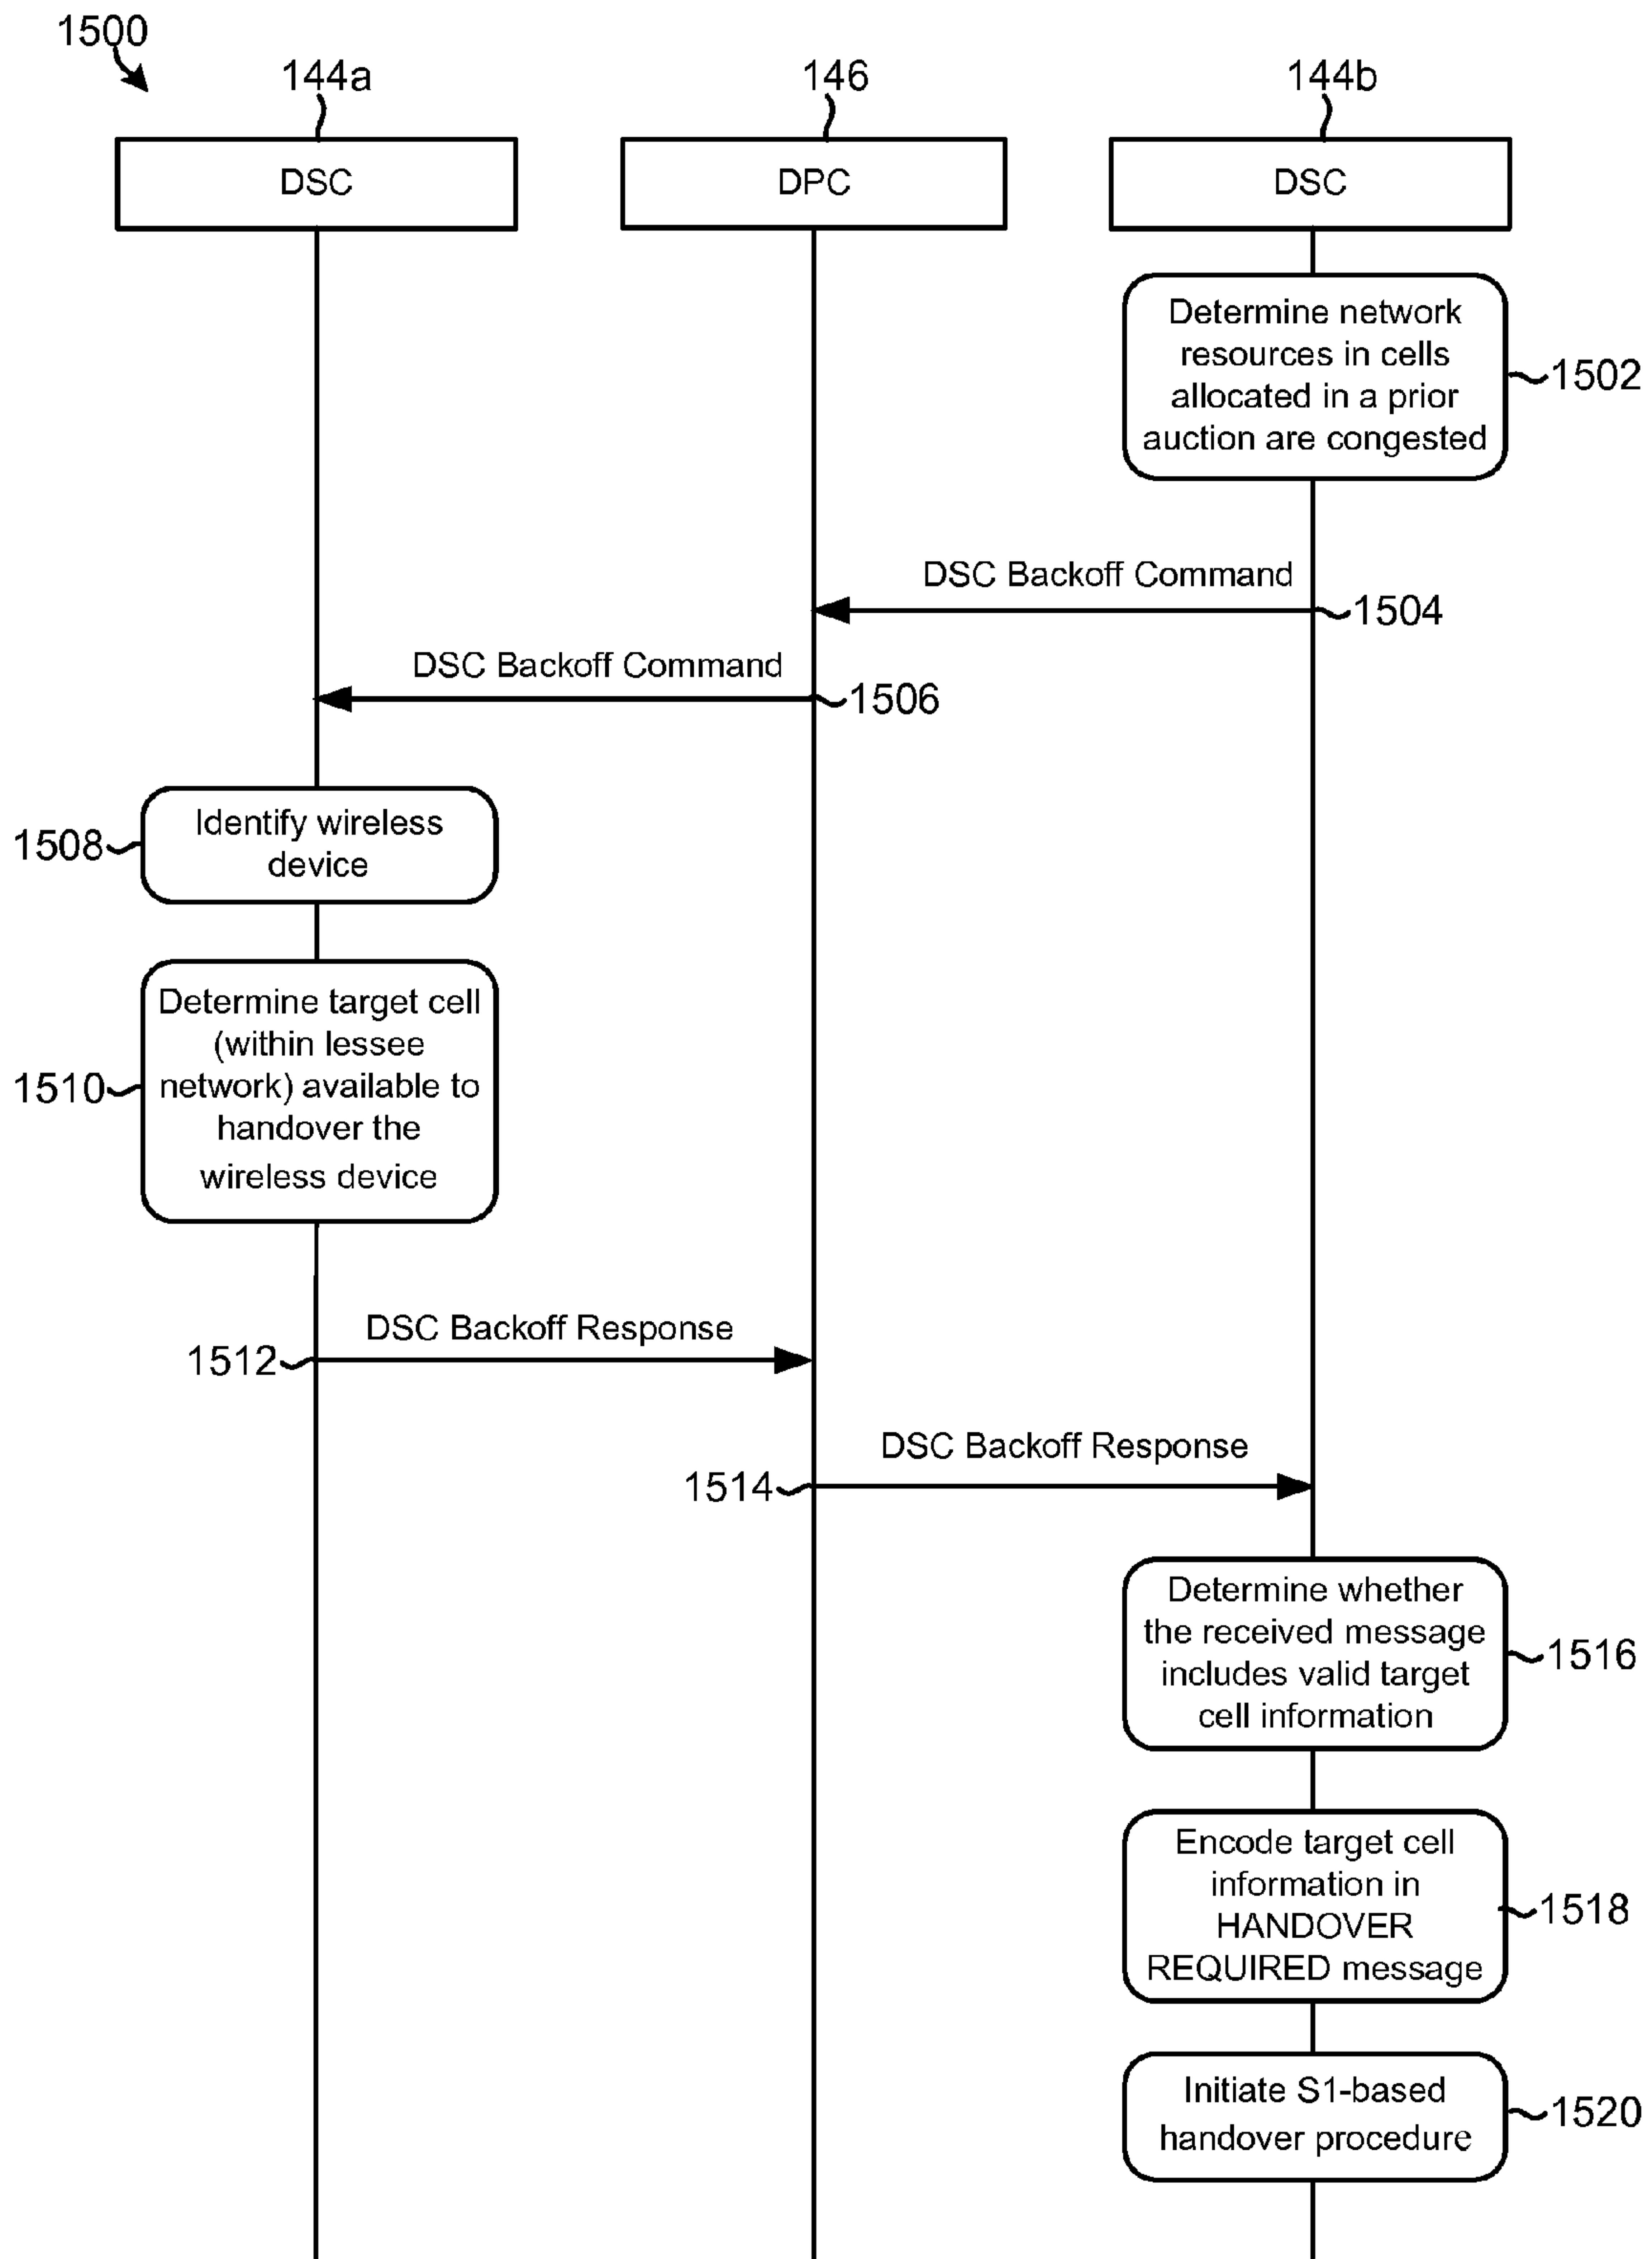 1500
144a
146
144b
DSC
DPC
DSC
Determine network
resources in cells
allocated in a prior
auction are congested
1502
DSC Backoff Command
1504
DSC Backoff Command
1506
1508
Identify wireless
device
1510
Determine target cell
(within lessee
network) available to
handover the
wireless device
DSC Backoff Response
1512
DSC Backoff Response
1514
Determine whether
the received message
includes valid target
cell information
1516
Encode target cell
information in
HANDOVER
REQUIRED message
1518
Initiate S1-based
handover procedure
1520